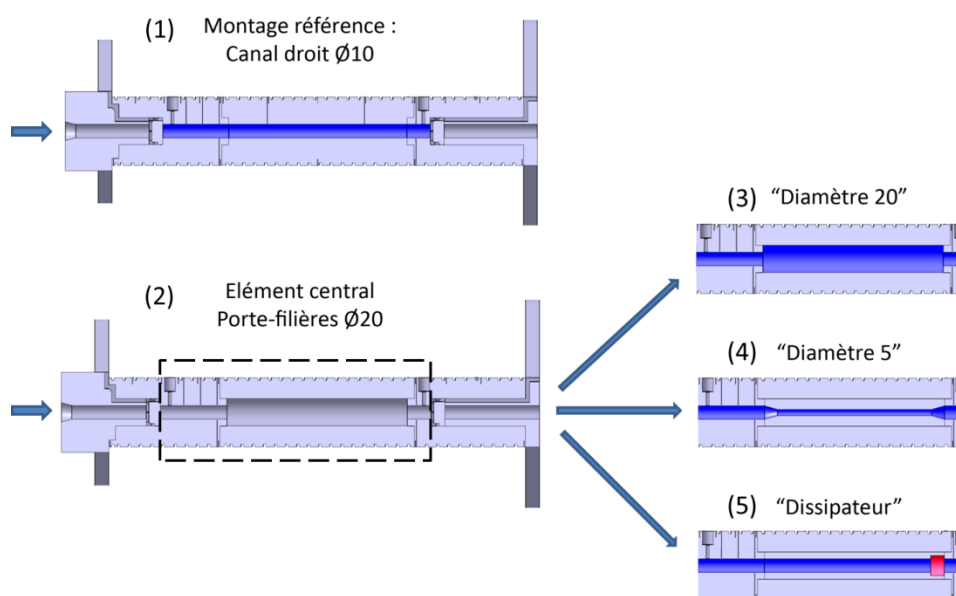 (1) Montage référence :
Canal droit Ø10
(2) Elément central
Porte-filières Ø20
(3) “Diamètre 20”
(4) “Diamètre 5”
(5) “Dissipateur”